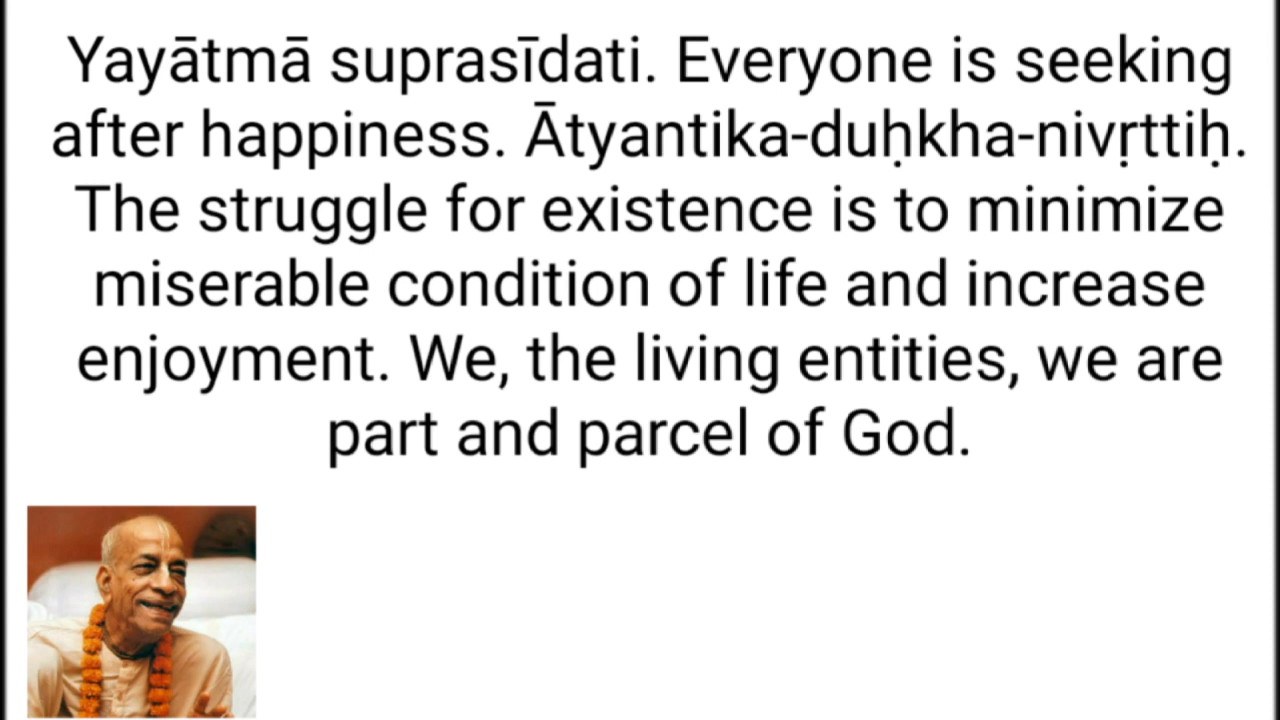 Yayātmā suprasīdati. Everyone is seeking
after happiness. Ātyantika-duḥkha-nivṛttiḥ.
The struggle for existence is to minimize
miserable condition of life and increase
enjoyment. We, the living entities, we are
part and parcel of God.